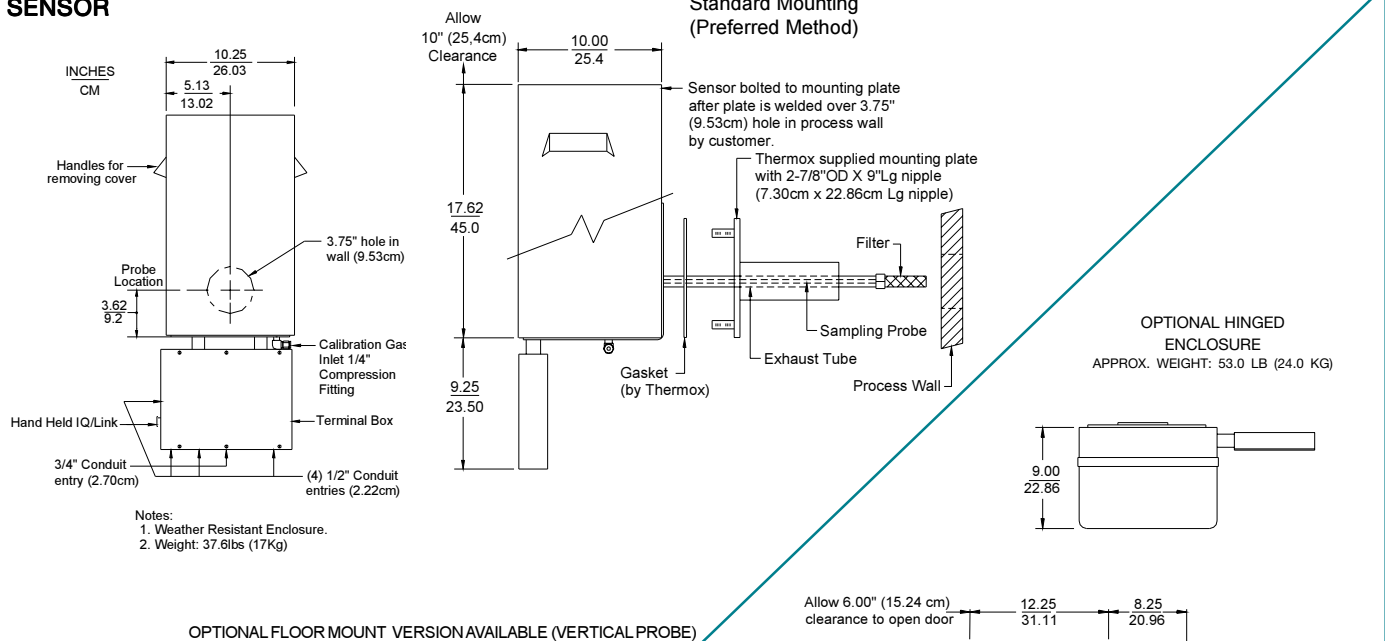 SENSOR
Standard Mounting
(Preferred Method)
INCHES
CM
10.25
26.03
5.13
13.02
Handles for
removing cover
3.75" hole in
wall (9.53cm)
Probe
Location
3.62
9.2
Calibration Gas
Inlet 1/4"
Compression
Fitting
Hand Held IQ/Link
Terminal Box
3/4" Conduit
entry (2.70cm)
(4) 1/2" Conduit
entries (2.22cm)
Notes:
1. Weather Resistant Enclosure.
2. Weight: 37.6lbs (17Kg)
Allow
10" (25,4cm)
Clearance
10.00
25.4
Sensor bolted to mounting plate
after plate is welded over 3.75"
(9.53cm) hole in process wall
by customer.
Thermox supplied mounting plate
with 2-7/8"OD X 9"Lg nipple
(7.30cm x 22.86cm Lg nipple)
17.62
45.0
Filter
Sampling Probe
Exhaust Tube
Gasket
(by Thermox)
Process Wall
9.25
23.50
OPTIONAL HINGED
ENCLOSURE
APPROX. WEIGHT: 53.0 LB (24.0 KG)
9.00
22.86
Allow 6.00" (15.24 cm)
clearance to open door
12.25
31.11
8.25
20.96
OPTIONAL FLOOR MOUNT VERSION AVAILABLE (VERTICAL PROBE)